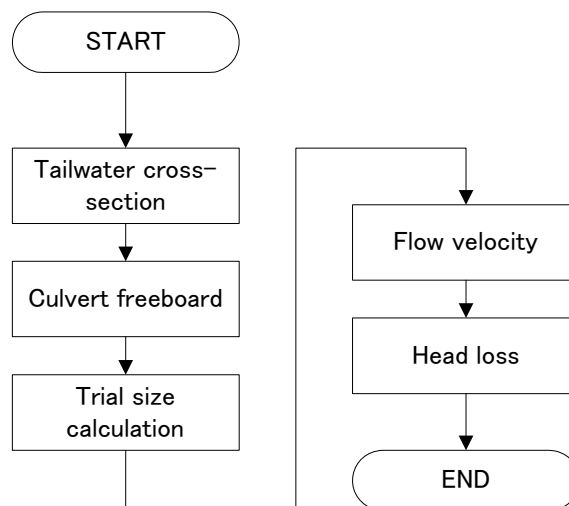 START
Tailwater cross-
section
Culvert freeboard
Trial size
calculation
Flow velocity
Head loss
END